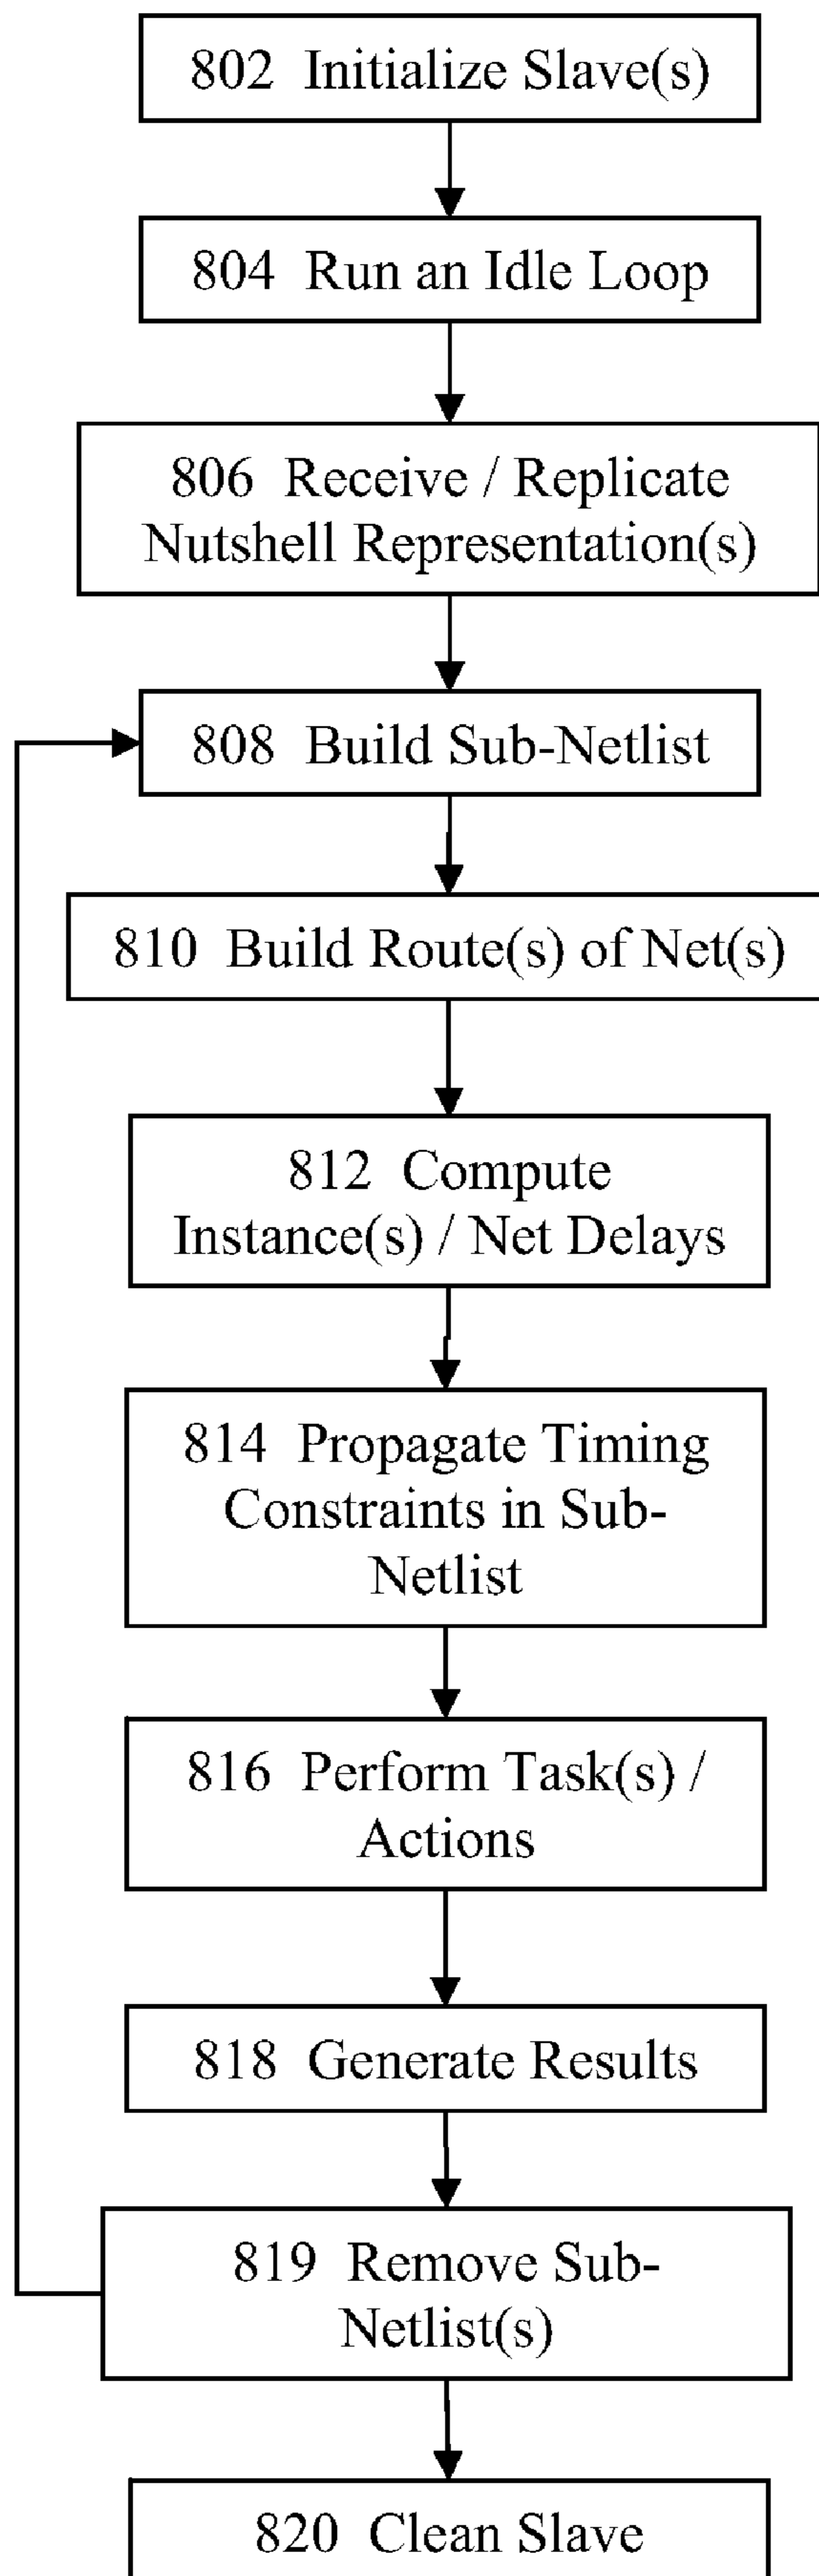 802 Initialize Slave(s)
804 Run an Idle Loop
806 Receive / Replicate
Nutshell Representation(s)
808 Build Sub-Netlist
810 Build Route(s) of Net(s)
812 Compute
Instance(s) / Net Delays
814 Propagate Timing
Constraints in Sub-
Netlist
816 Perform Task(s) /
Actions
818 Generate Results
819 Remove Sub-
Netlist(s)
820 Clean Slave